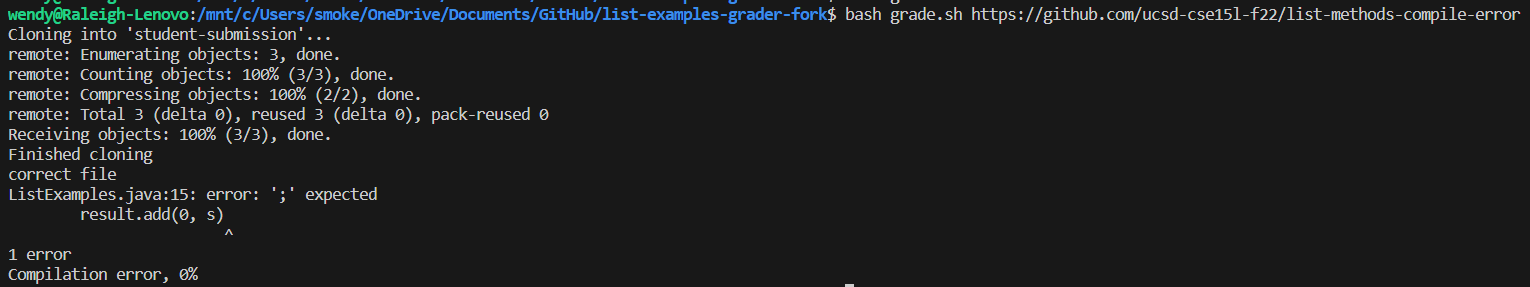 wendy@Raleigh-Lenovo:/mnt/c/Users/smoke/OneDrive/Documents/GitHub/list-examples-grader-fork$ bash grade.sh https://github.com/ucsd-cse15l-f22/list-methods-compile-error
Cloning into 'student-submission'...
remote: Enumerating objects: 3, done.
remote: Counting objects: 100% (3/3), done.
remote: Compressing objects: 100% (2/2), done.
remote: Total 3 (delta 0), reused 3 (delta 0), pack-reused 0
Receiving objects: 100% (3/3), done.
Finished cloning
correct file
ListExamples.java:15: error: ';' expected
        result.add(0, s)
                        ^
1 error
Compilation error, 0%